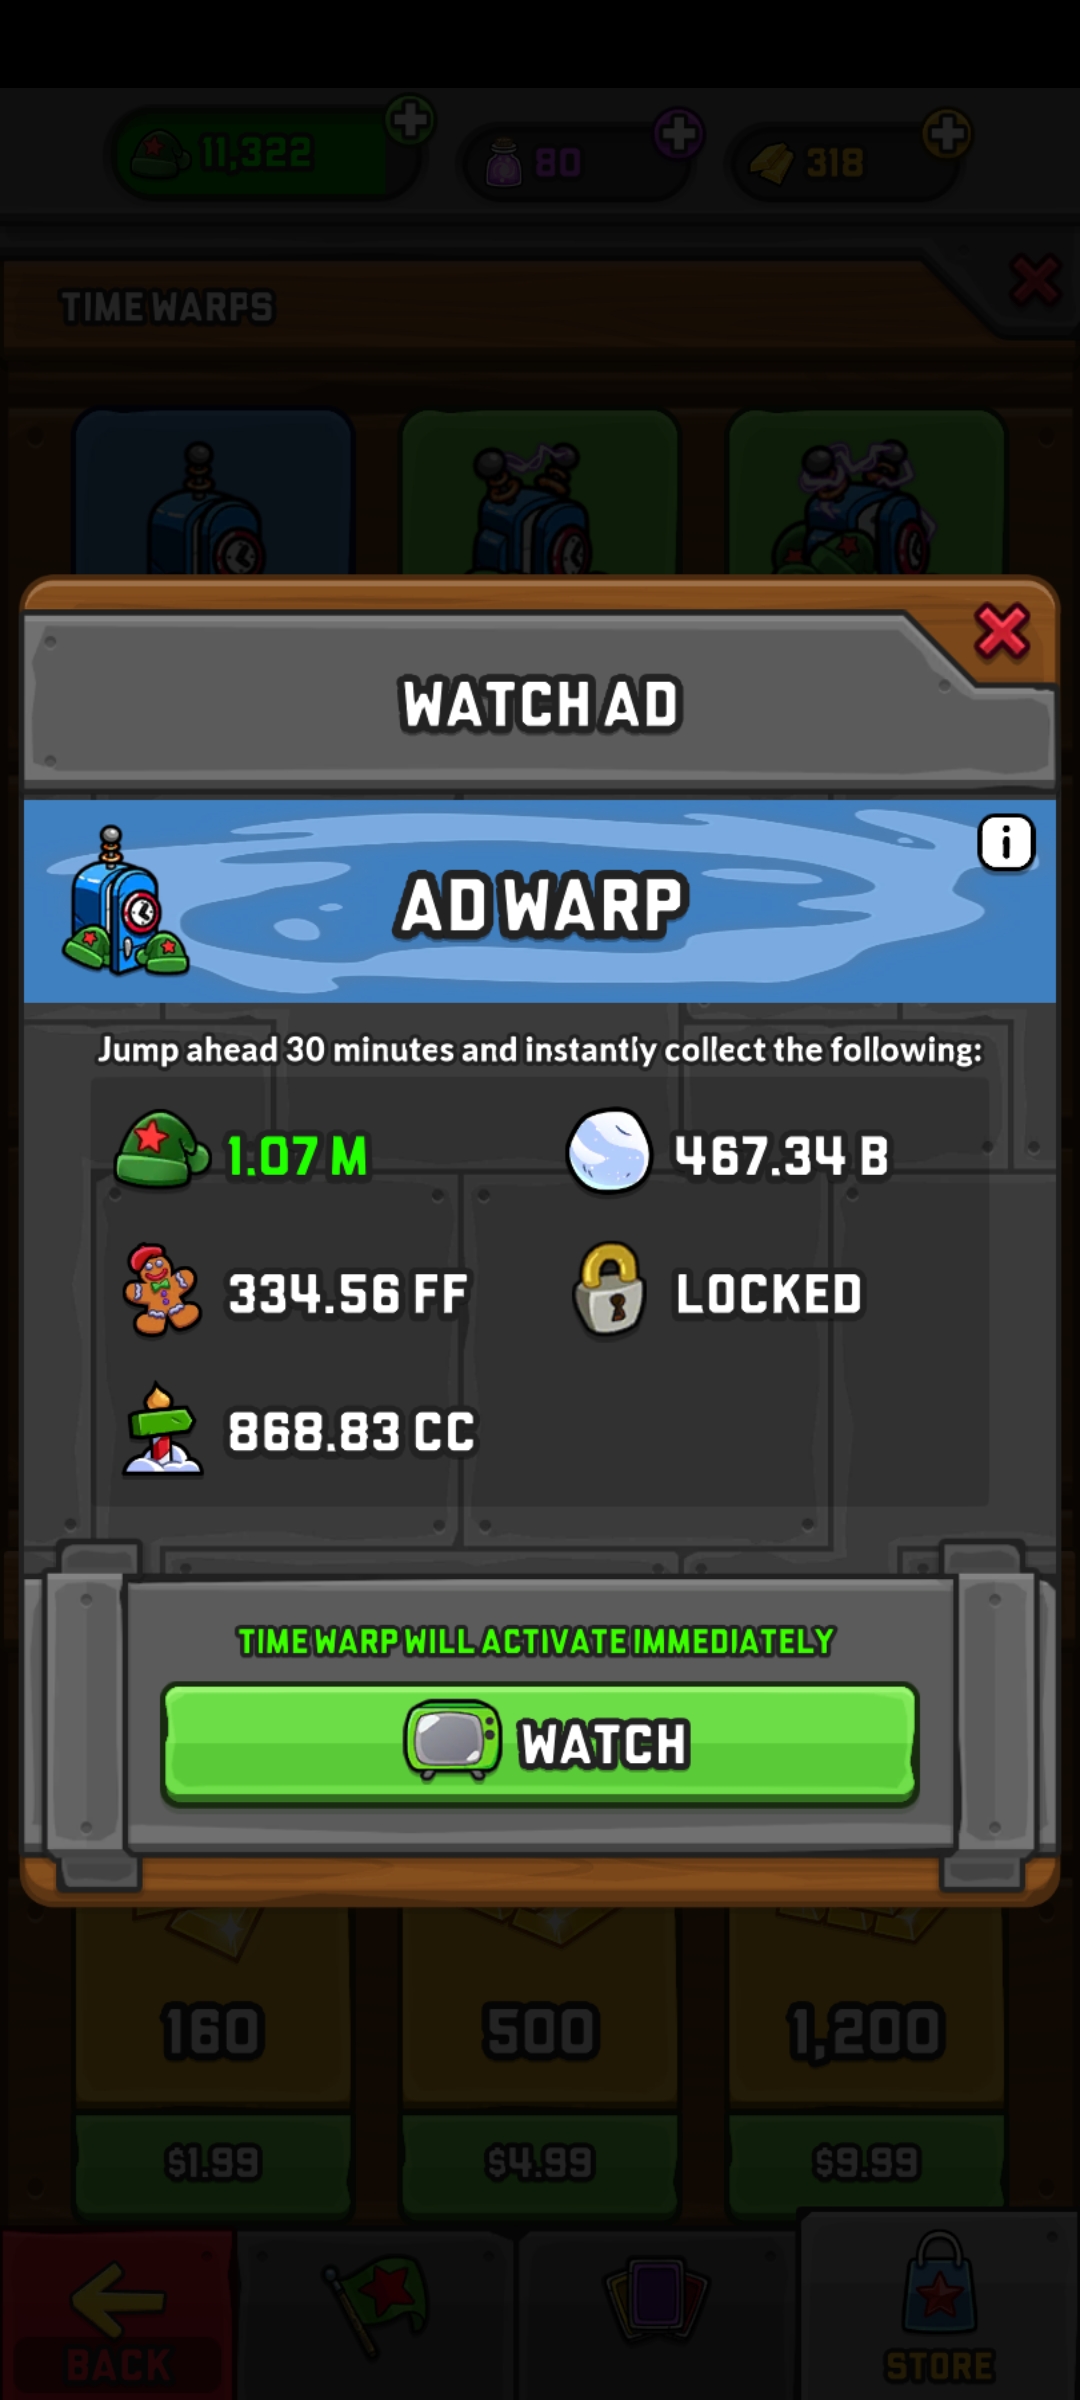 11,322
80
318
TIME WARPS
WATCH AD
AD WARP
i
Jump ahead 30 minutes and instantly collect the following:
1.07 M
467.34 B
334.56 FF
LOCKED
868.83 CC
TIME WARP WILL ACTIVATE IMMEDIATELY
WATCH
160
500
1,200
$1.99
$4.99
$9.99
BACK
STORE